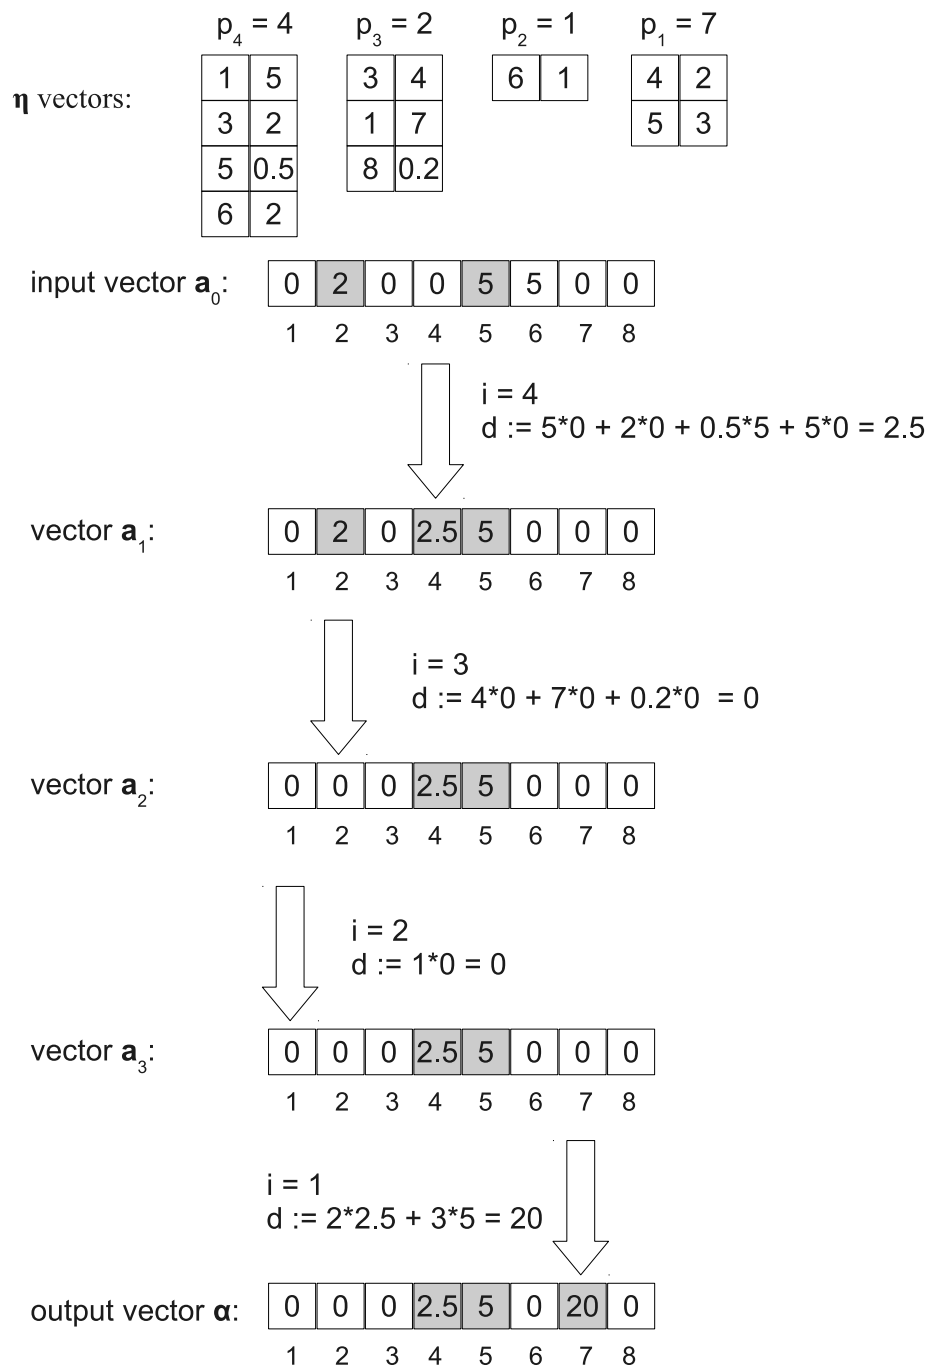 p4 = 4 p3 = 2 p2 = 1 p1 = 7
η vectors:
1 5 3 4 6 1 4 2
3 2 1 7 5 3
5 0.5 8 0.2
6 2
input vector a0: 0 2 0 0 5 5 0 0
1 2 3 4 5 6 7 8
i = 4
d := 5*0 + 2*0 + 0.5*5 + 5*0 = 2.5
vector a1: 0 2 0 2.5 5 0 0 0
1 2 3 4 5 6 7 8
i = 3
d := 4*0 + 7*0 + 0.2*0 = 0
vector a2: 0 0 0 2.5 5 0 0 0
1 2 3 4 5 6 7 8
i = 2
d := 1*0 = 0
vector a3: 0 0 0 2.5 5 0 0 0
1 2 3 4 5 6 7 8
i = 1
d := 2*2.5 + 3*5 = 20
output vector α: 0 0 0 2.5 5 0 20 0
1 2 3 4 5 6 7 8